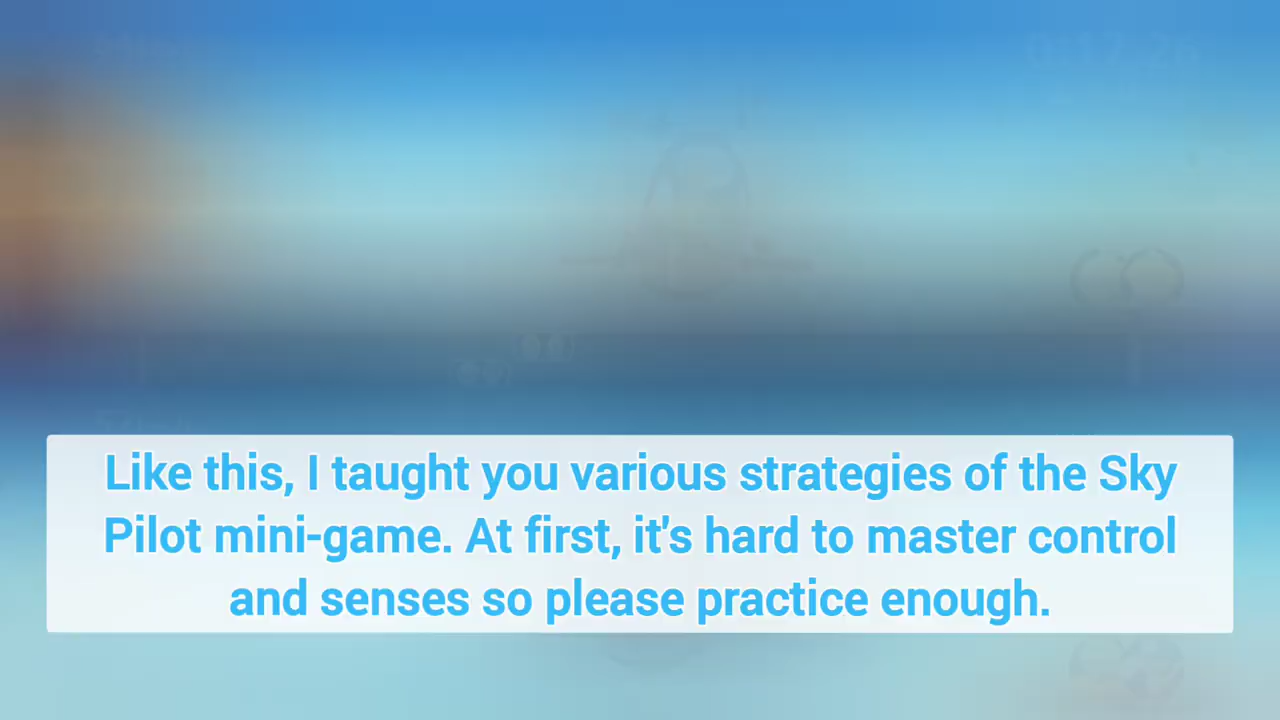 Like this, I taught you various strategies of the Sky
Pilot mini-game. At first, it's hard to master control
and senses so please practice enough.